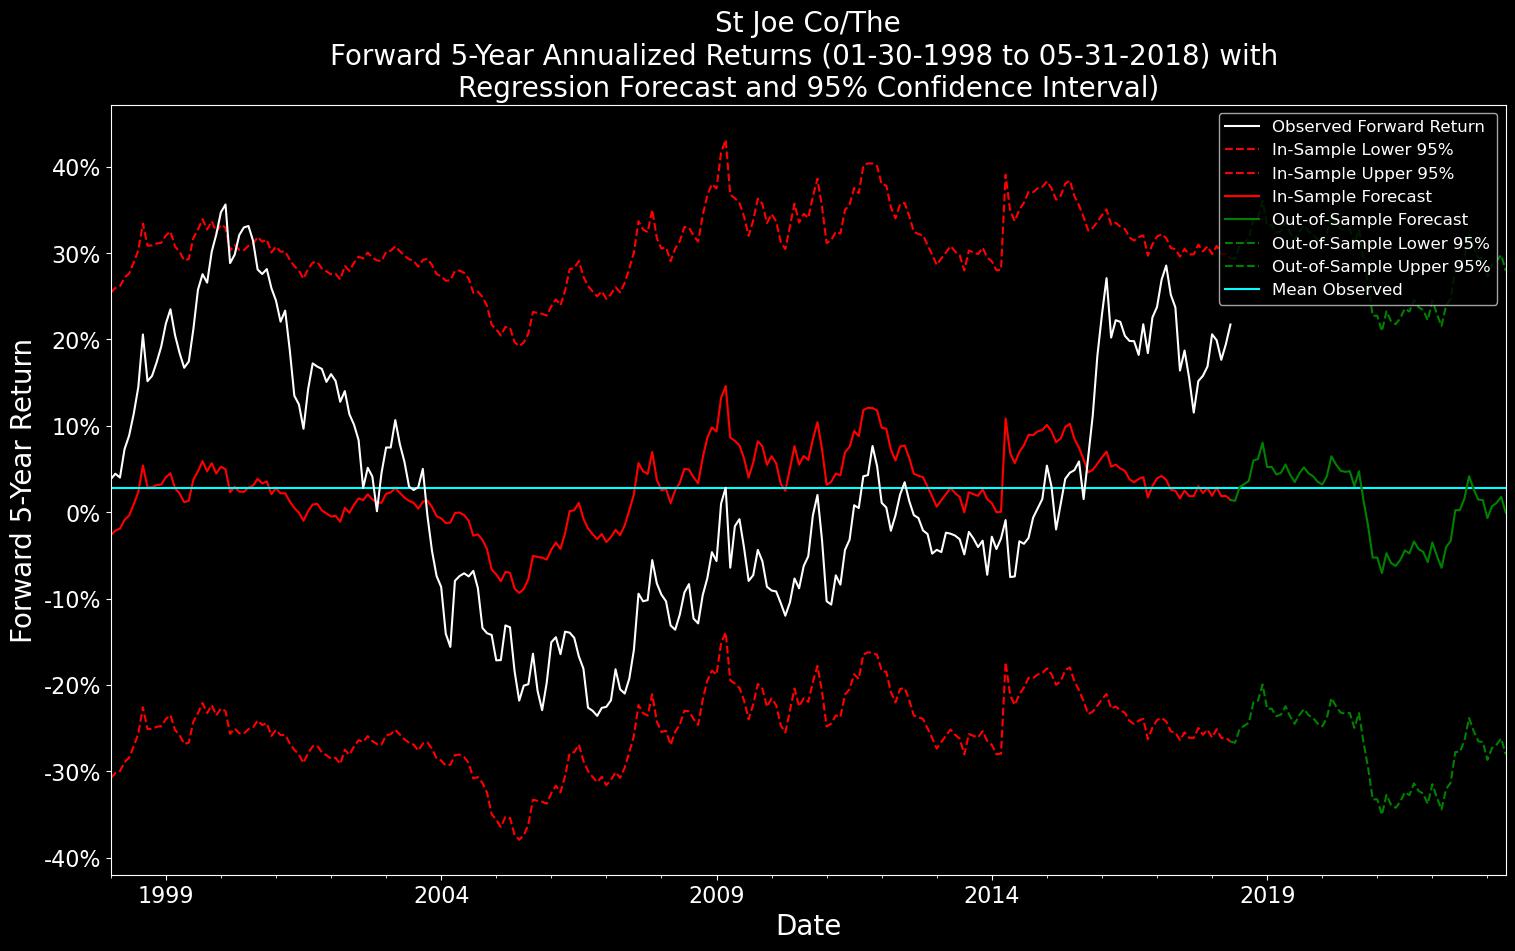 St Joe Co/The
Forward 5-Year Annualized Returns (01-30-1998 to 05-31-2018) with
Regression Forecast and 95% Confidence Interval)
Observed Forward Return
In-Sample Lower 95%
In-Sample Upper 95%
In-Sample Forecast
Out-of-Sample Forecast
Out-of-Sample Lower 95%
Out-of-Sample Upper 95%
Mean Observed
Forward 5-Year Return
40%
30%
20%
10%
0%
-10%
-20%
-30%
-40%
1999 2004 2009 2014 2019
Date